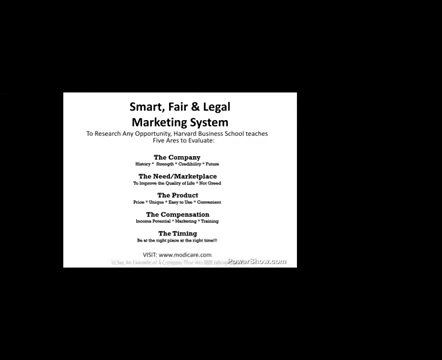 Smart, Fair & Legal
Marketing System
To Research Any Opportunity, Harvard Business School teaches
Five Ares to Evaluate:
The Company
History * Strength * Credibility * Future
The Need/Marketplace
To Improve the Quality of Life * Not Greed
The Product
Price * Unique * Easy to Use * Convenient
The Compensation
Income Potential * Marketing * Training
The Timing
Be at the right place at the right time!!!
VISIT: www.modicare.com
PowerShow.com